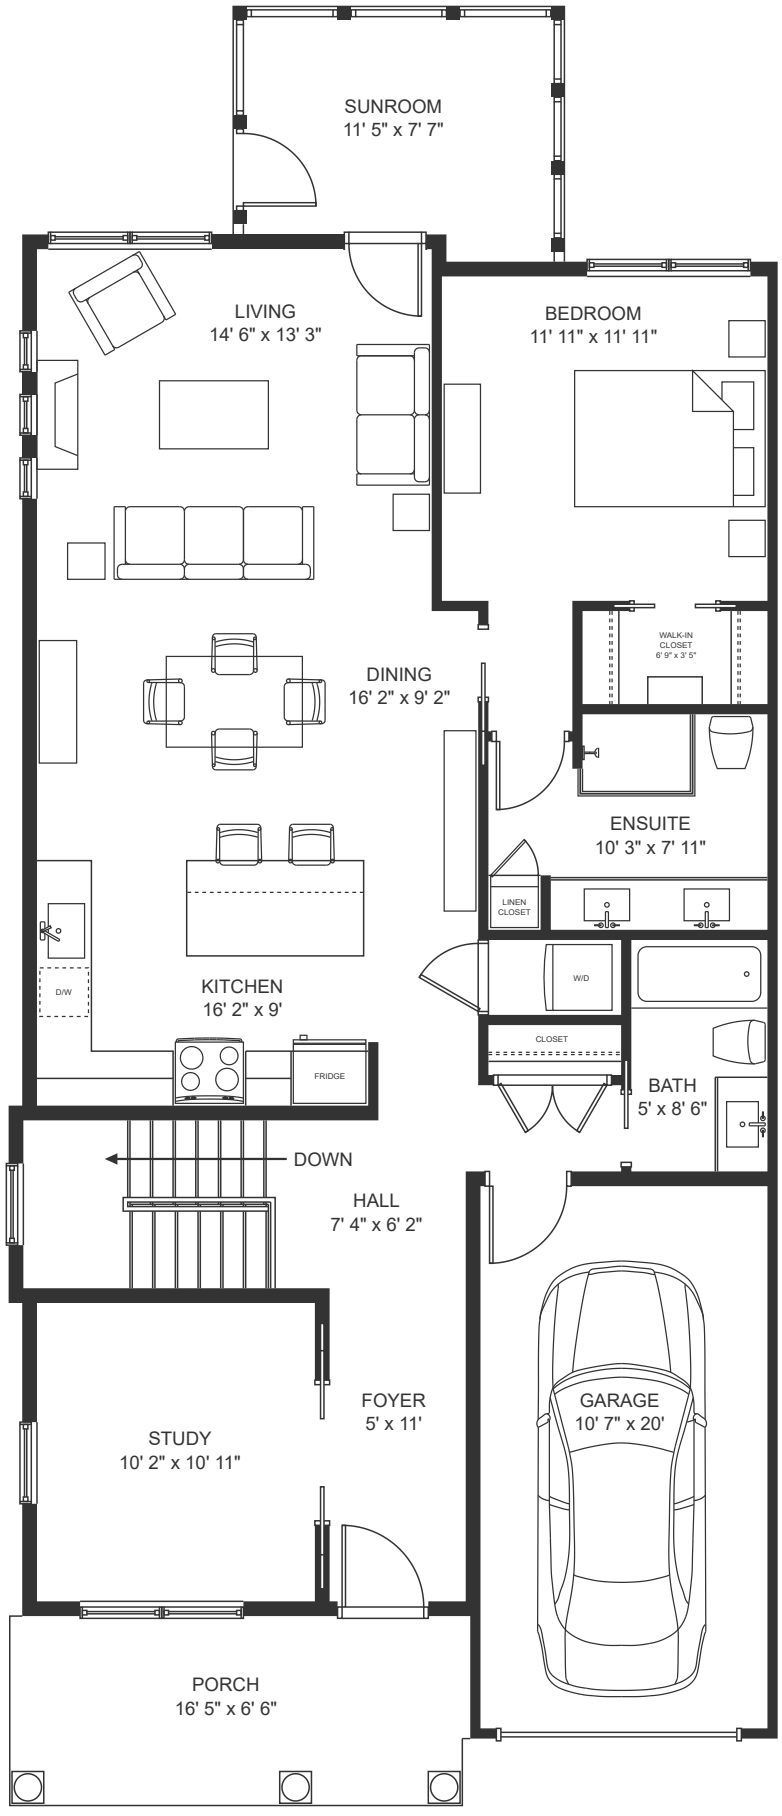 SUNROOM
11' 5" x 7' 7"
LIVING
14' 6" x 13' 3"
BEDROOM
11' 11" x 11' 11"
WALK-IN
CLOSET
6' 9" x 3' 5"
DINING
16' 2" x 9' 2"
ENSUITE
10' 3" x 7' 11"
LINEN
CLOSET
KITCHEN
16' 2" x 9'
D/W
W/D
CLOSET
FRIDGE
BATH
5' x 8' 6"
DOWN
HALL
7' 4" x 6' 2"
FOYER
5' x 11'
GARAGE
10' 7" x 20'
STUDY
10' 2" x 10' 11"
PORCH
16' 5" x 6' 6"